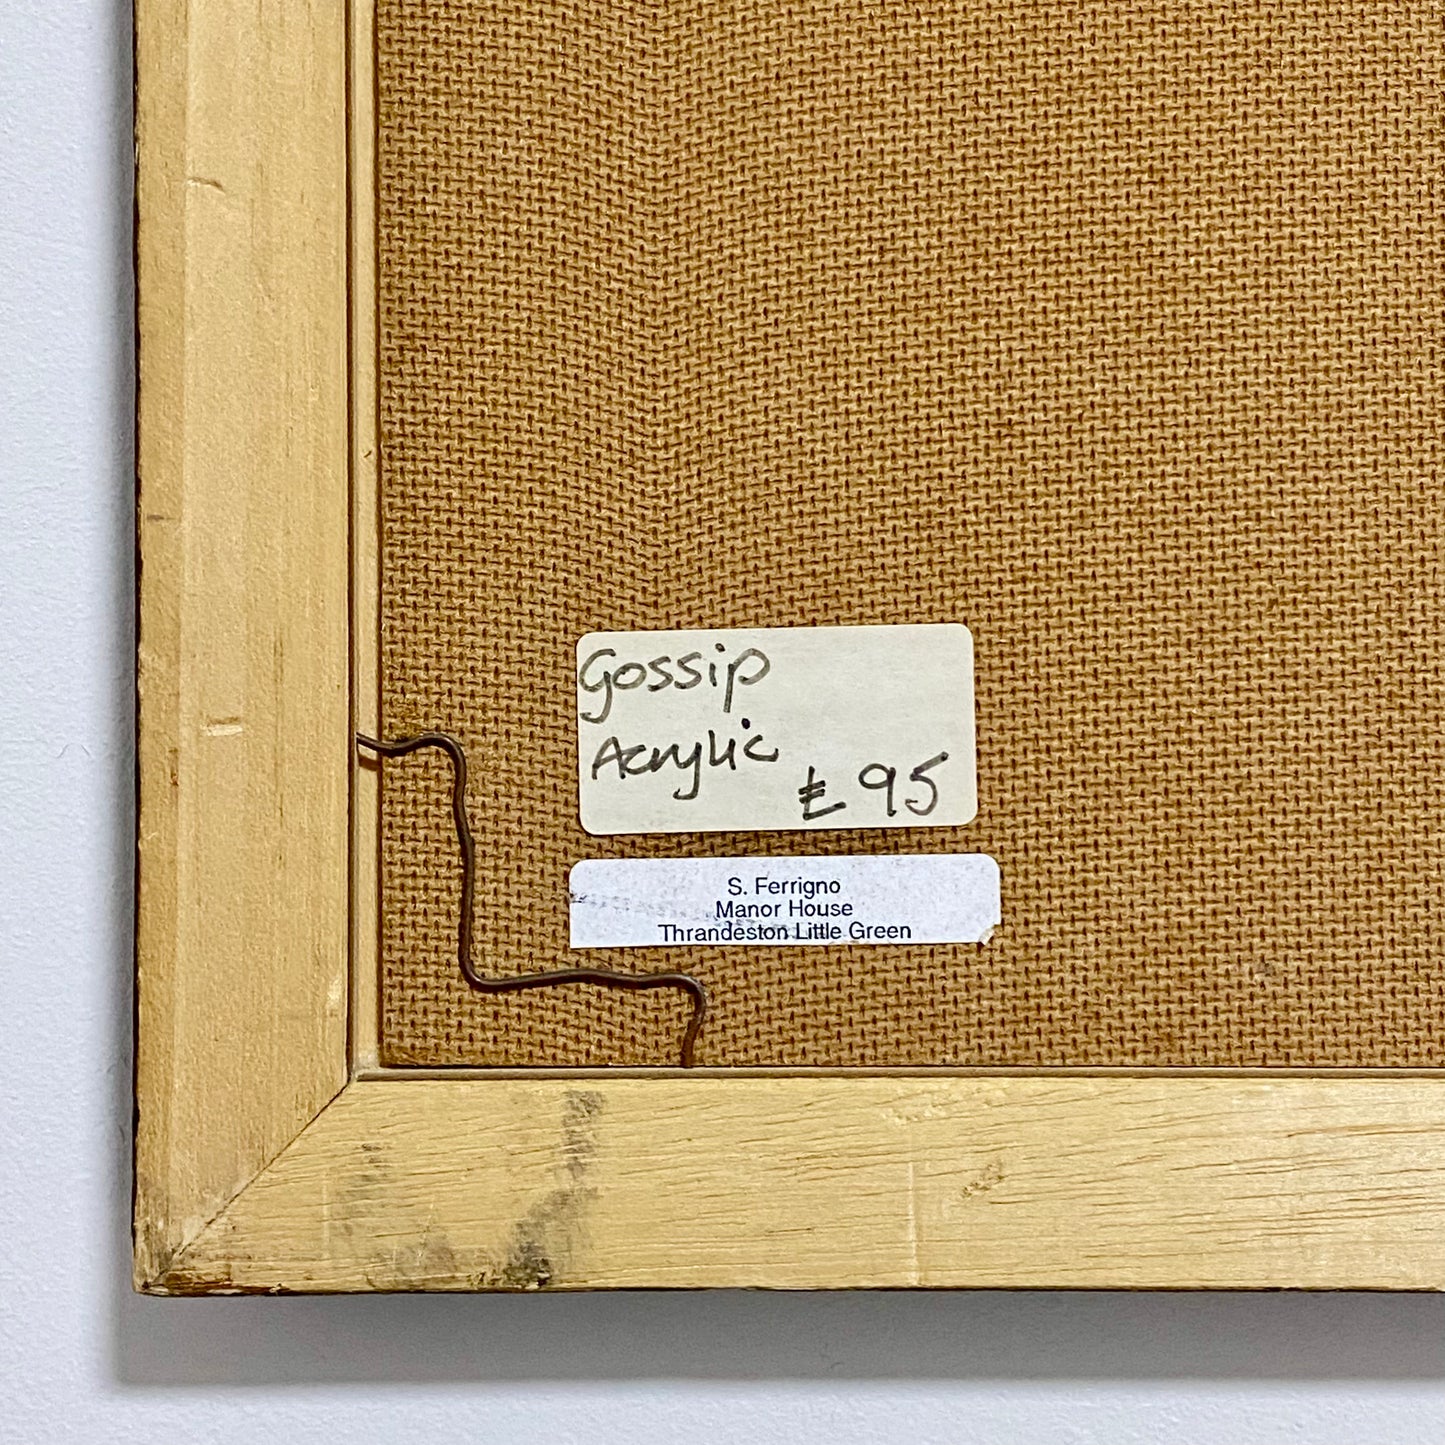 Gossip
Acrylic
£95
S. Ferrigno
Manor House
Thrandeston Little Green